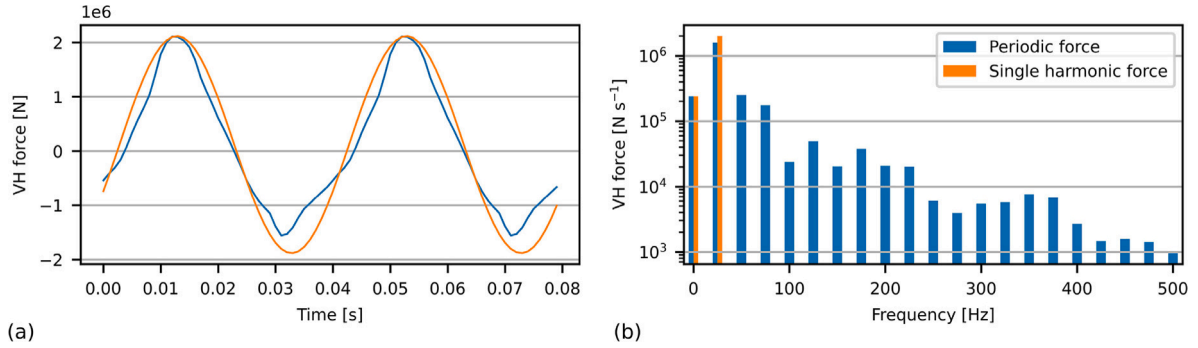 1e6
2
1
0
−1
−2
VH force [N]
0.00 0.01 0.02 0.03 0.04 0.05 0.06 0.07 0.08
Time [s]
(a)
Periodic force
Single harmonic force
10⁶
10⁵
10⁴
10³
VH force [N s⁻¹]
0 100 200 300 400 500
Frequency [Hz]
(b)